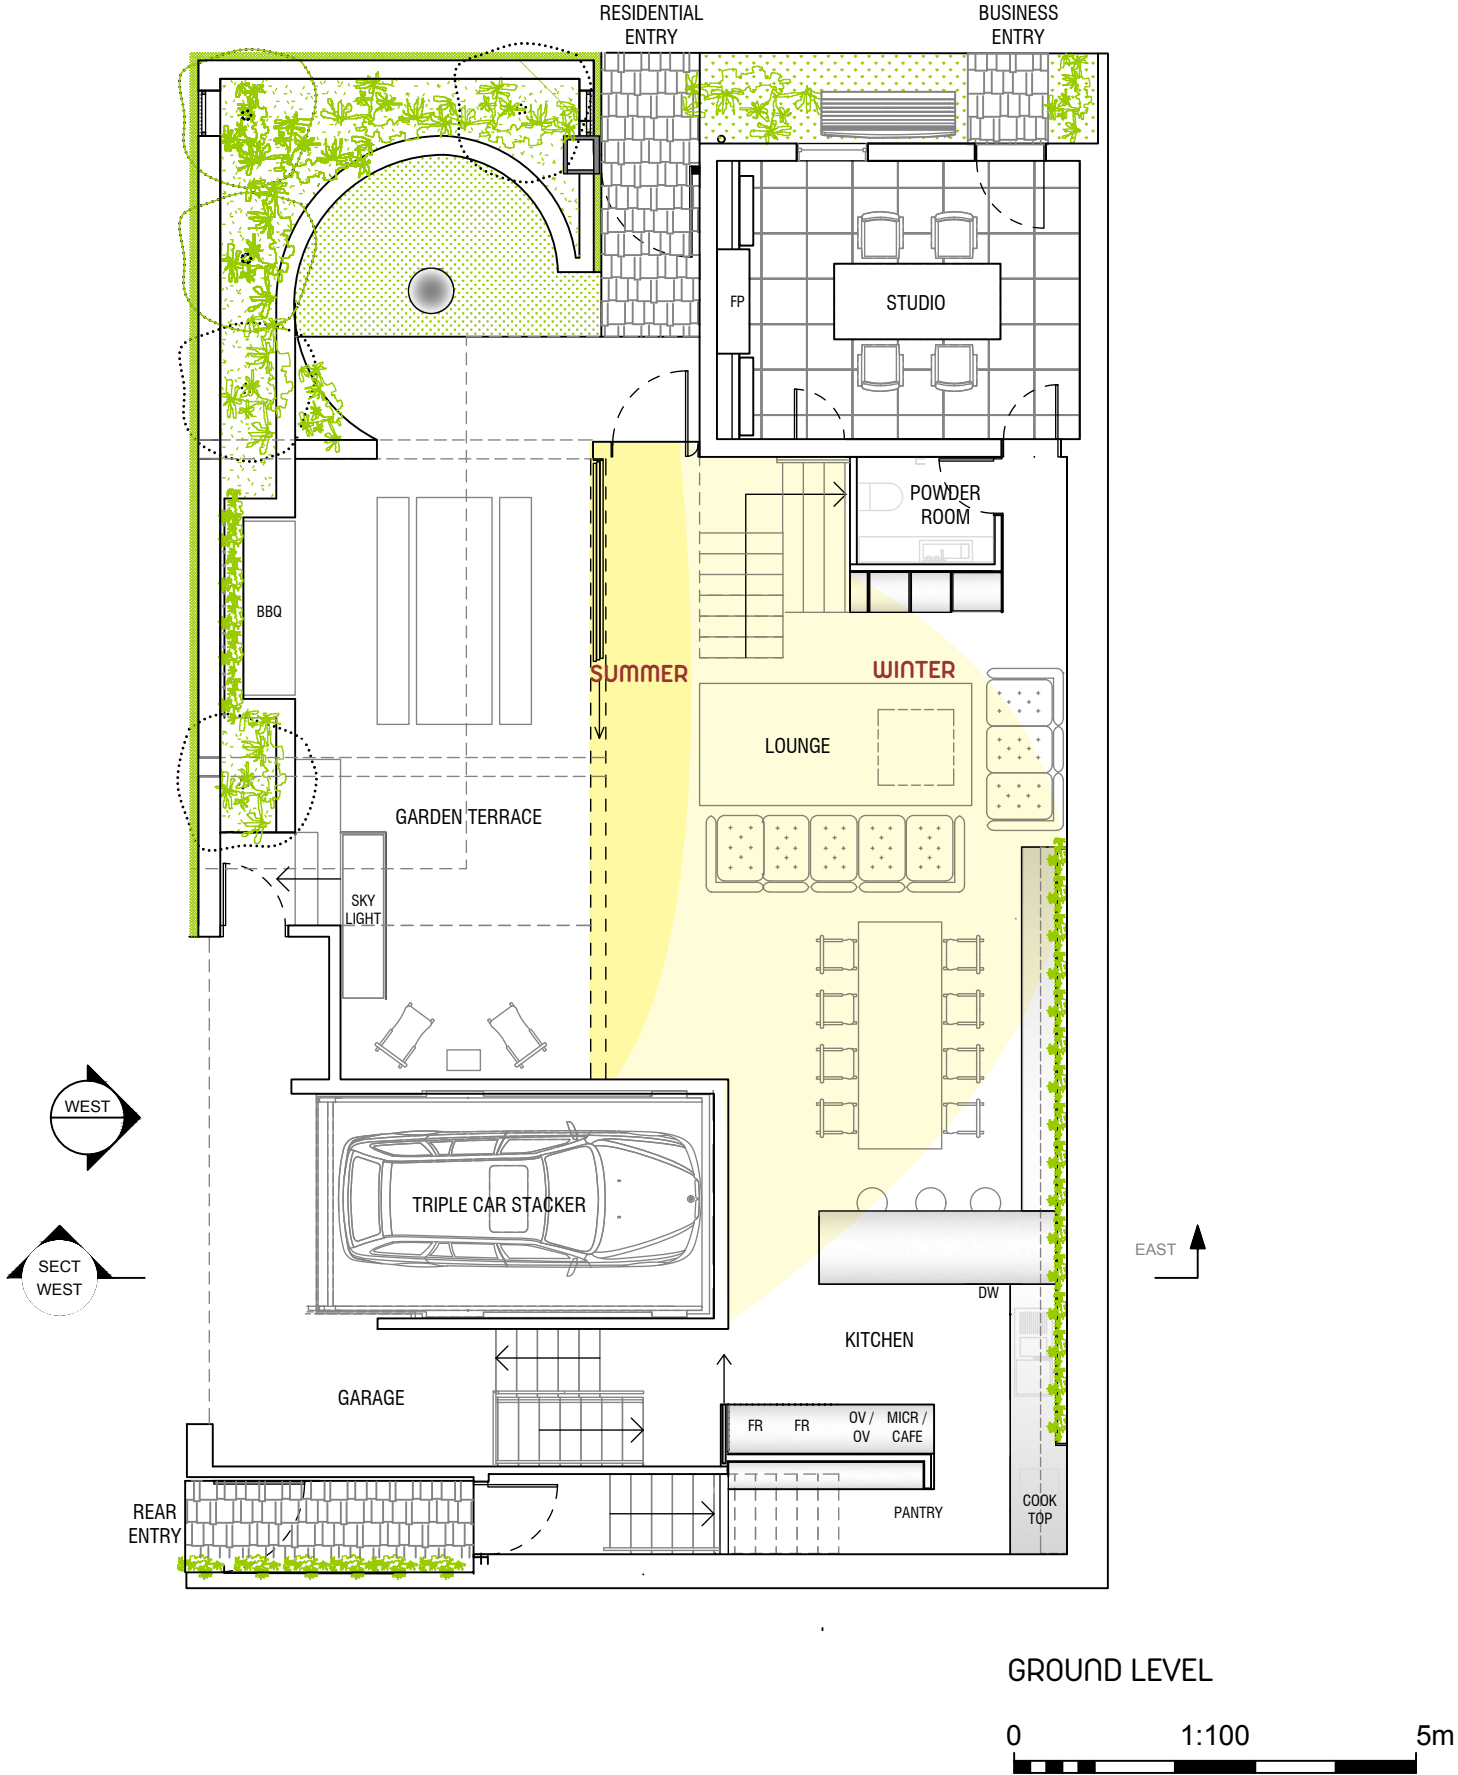 RESIDENTIAL
ENTRY
BUSINESS
ENTRY
FP
STUDIO
POWDER
ROOM
BBQ
SUMMER
WINTER
LOUNGE
GARDEN TERRACE
SKY
LIGHT
WEST
TRIPLE CAR STACKER
SECT
WEST
EAST
DW
KITCHEN
GARAGE
FR
FR
OV /
OV
MICR /
CAFE
REAR
ENTRY
PANTRY
COOK
TOP
GROUND LEVEL
0 1:100 5m